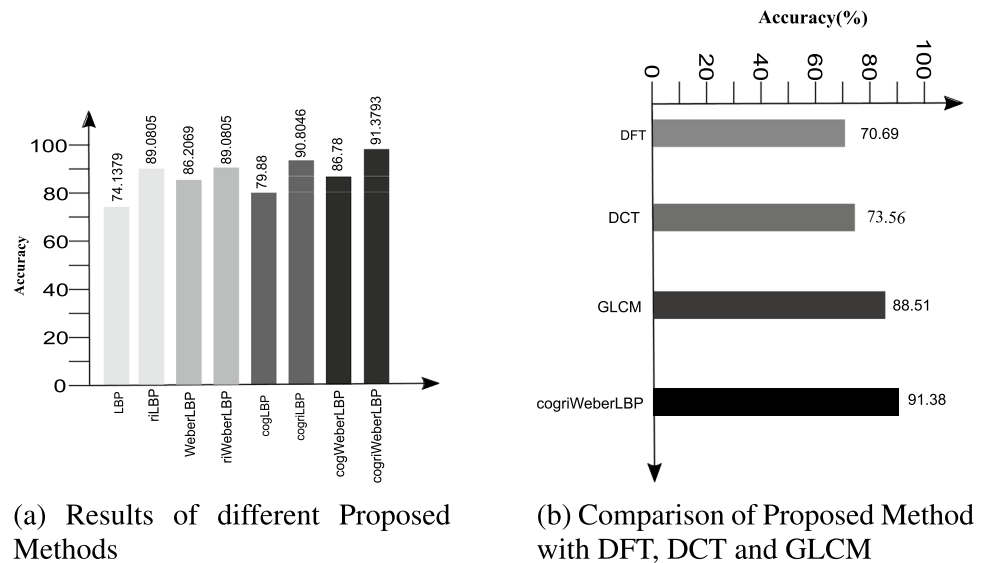 Accuracy
100
80
60
40
20
0
74.1379
89.0805
86.2069
89.0805
79.88
90.8046
86.78
91.3793
LBP
riLBP
WeberLBP
riWeberLBP
cogLBP
cogriLBP
cogWeberLBP
cogriWeberLBP
(a) Results of different Proposed
Methods
Accuracy(%)
0 20 40 60 80 100
DFT 70.69
DCT 73.56
GLCM 88.51
cogriWeberLBP 91.38
(b) Comparison of Proposed Method
with DFT, DCT and GLCM